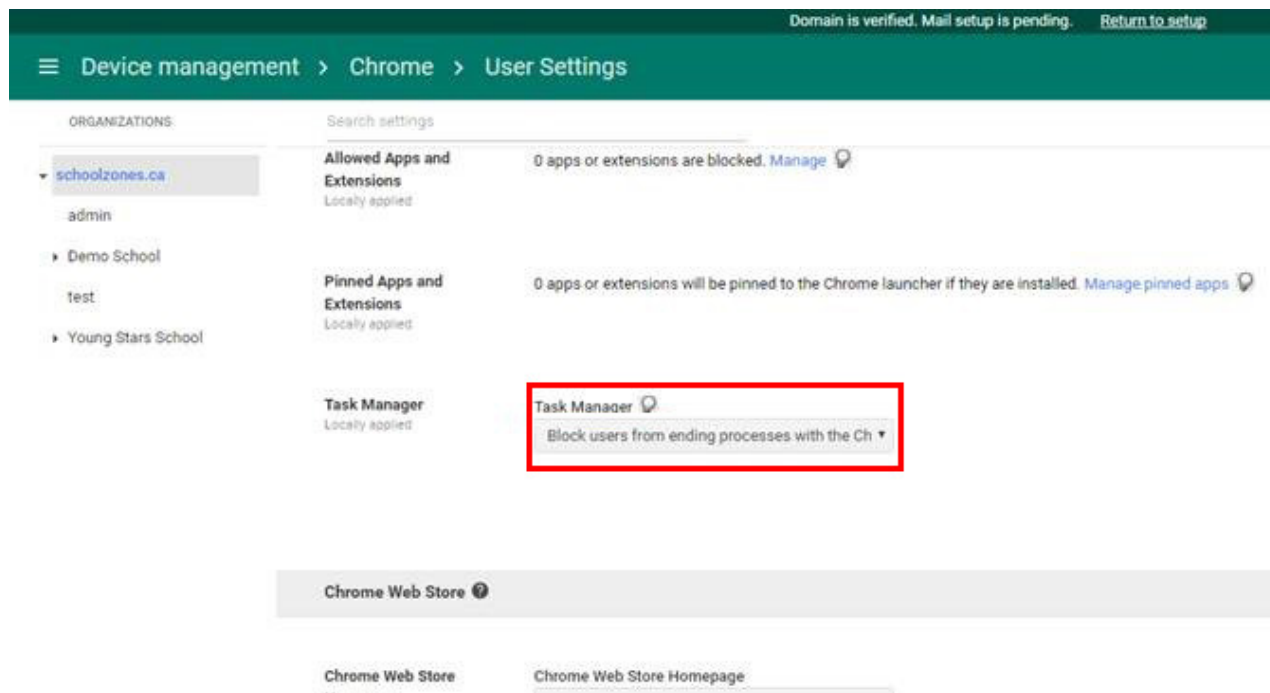 Domain is verified. Mail setup is pending. Return to setup
Device management > Chrome > User Settings
ORGANIZATIONS
schoolzones.ca
admin
Demo School
test
Young Stars School
Search settings
Allowed Apps and Extensions
Locally applied
0 apps or extensions are blocked. Manage
Pinned Apps and Extensions
Locally applied
0 apps or extensions will be pinned to the Chrome launcher if they are installed. Manage pinned apps
Task Manager
Locally applied
Task Manager
Block users from ending processes with the Ch
Chrome Web Store
Chrome Web Store
Chrome Web Store Homepage